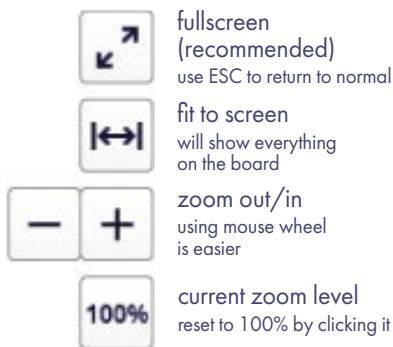 fullscreen
(recommended)
use ESC to return to normal
fit to screen
will show everything
on the board
zoom out/in
using mouse wheel
is easier
100%
current zoom level
reset to 100% by clicking it